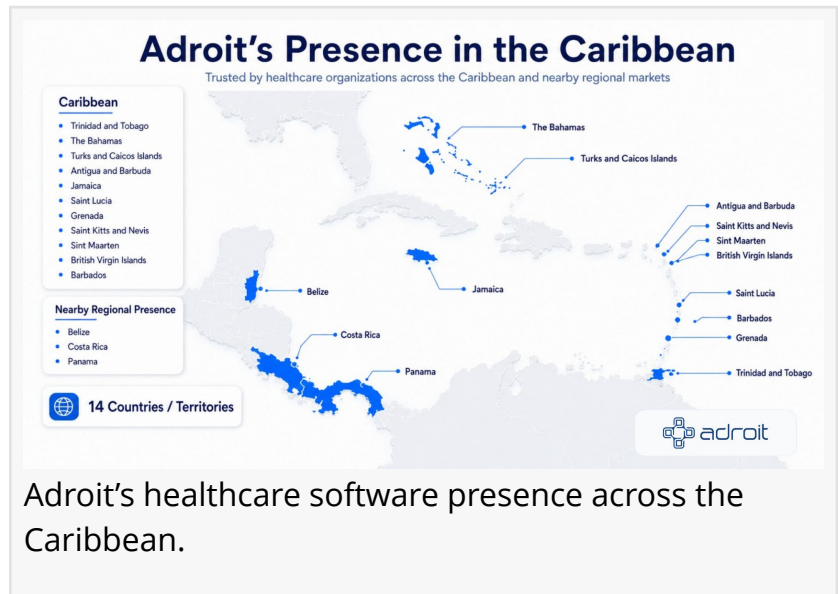 Adroit’s Presence in the Caribbean
Trusted by healthcare organizations across the Caribbean and nearby regional markets
Caribbean
Trinidad and Tobago
The Bahamas
Turks and Caicos Islands
Antigua and Barbuda
Jamaica
Saint Lucia
Grenada
Saint Kitts and Nevis
Sint Maarten
British Virgin Islands
Barbados
Nearby Regional Presence
Belize
Costa Rica
Panama
14 Countries / Territories
The Bahamas
Turks and Caicos Islands
Antigua and Barbuda
Saint Kitts and Nevis
Sint Maarten
British Virgin Islands
Jamaica
Belize
Saint Lucia
Barbados
Costa Rica
Grenada
Panama
Trinidad and Tobago
adroit
Adroit’s healthcare software presence across the
Caribbean.